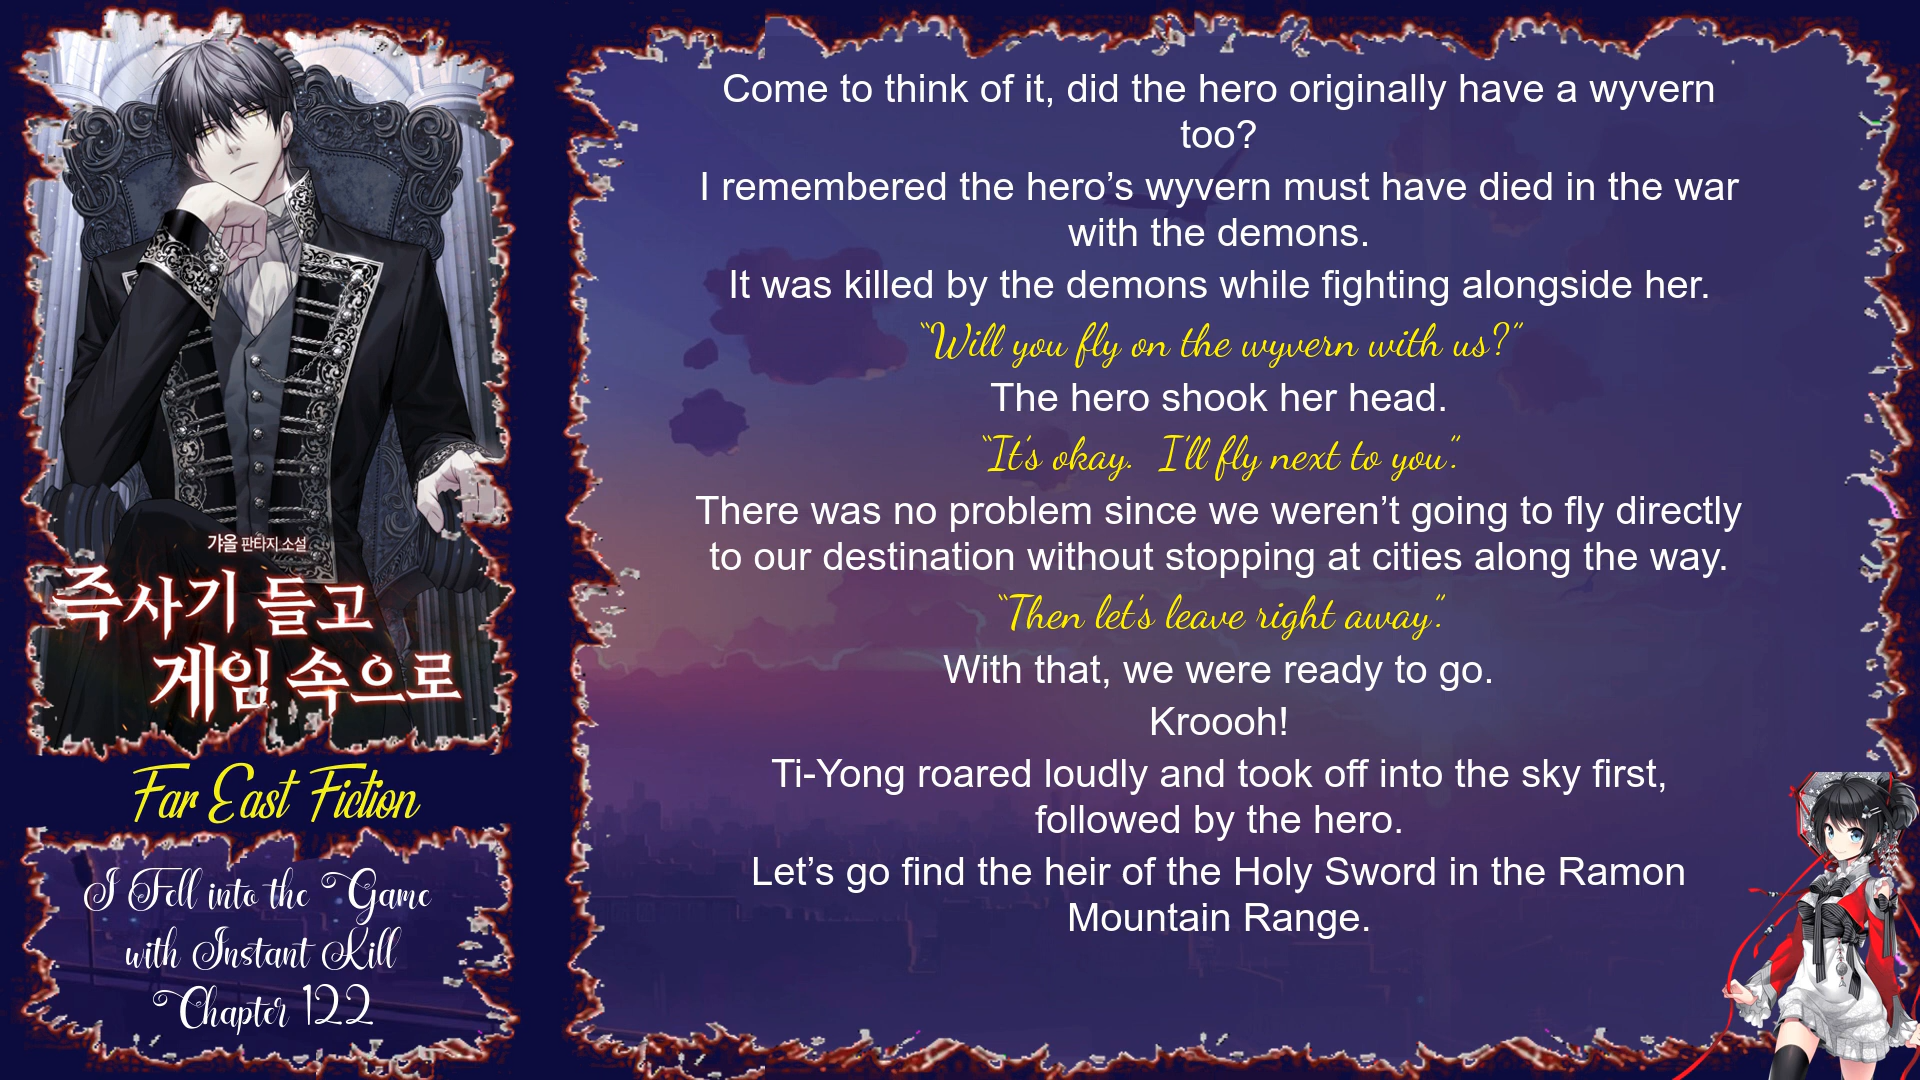 갸올 판타지 소설
즉사기 들고
게임 속으로
Far East Fiction
I Fell into the Game
with Instant Kill
Chapter 122
Come to think of it, did the hero originally have a wyvern
too?
I remembered the hero’s wyvern must have died in the war
with the demons.
It was killed by the demons while fighting alongside her.
“Will you fly on the wyvern with us?”
The hero shook her head.
“It’s okay.  I’ll fly next to you”.
There was no problem since we weren’t going to fly directly
to our destination without stopping at cities along the way.
“Then let’s leave right away”.
With that, we were ready to go.
Kroooh!
Ti-Yong roared loudly and took off into the sky first,
followed by the hero.
Let’s go find the heir of the Holy Sword in the Ramon
Mountain Range.